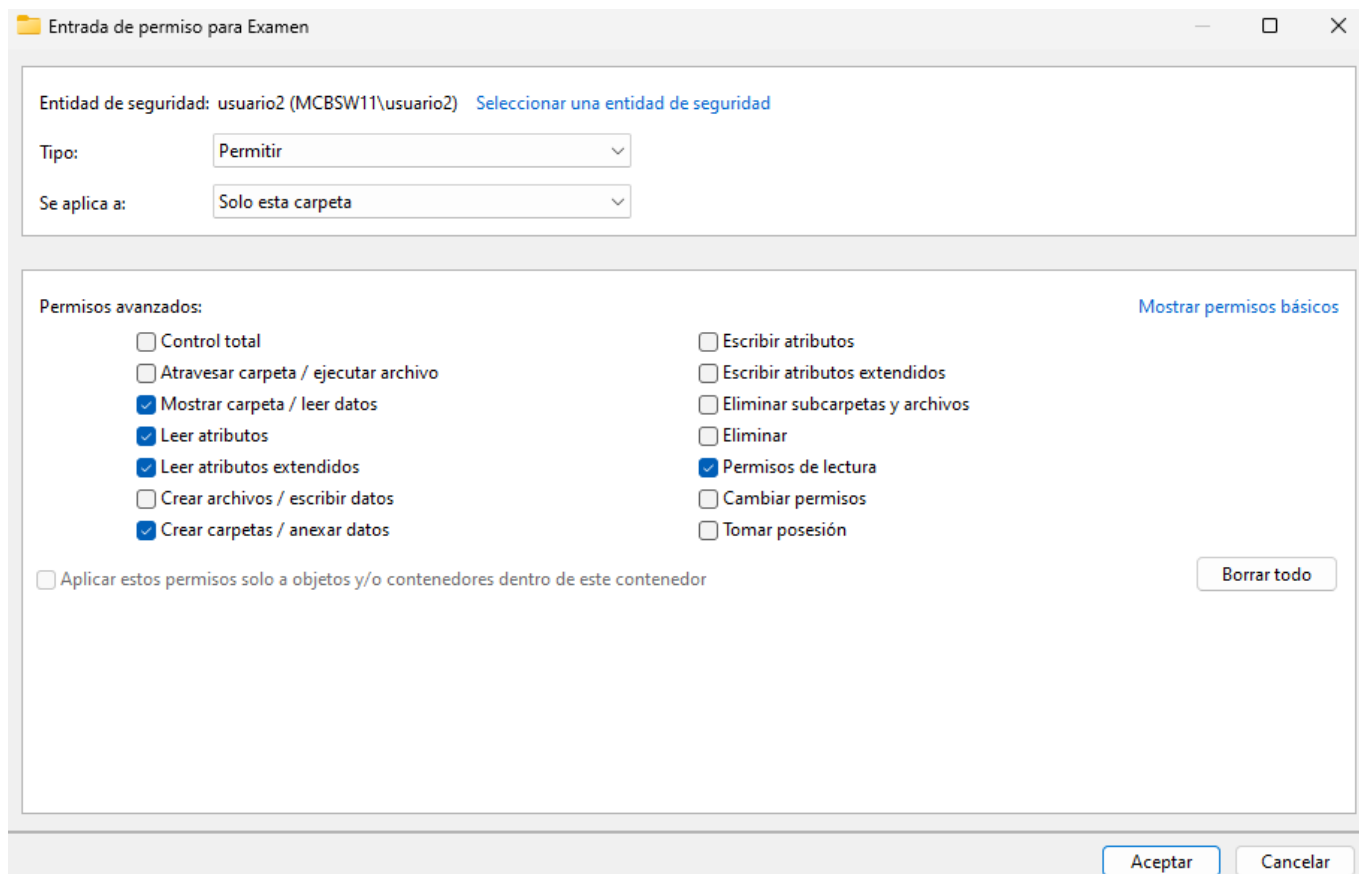 Entrada de permiso para Examen
Entidad de seguridad: usuario2 (MCBSW11\usuario2) Seleccionar una entidad de seguridad
Tipo: Permitir
Se aplica a: Solo esta carpeta
Permisos avanzados: Mostrar permisos básicos
Control total Escribir atributos
Atravesar carpeta / ejecutar archivo Escribir atributos extendidos
Mostrar carpeta / leer datos Eliminar subcarpetas y archivos
Leer atributos Eliminar
Leer atributos extendidos Permisos de lectura
Crear archivos / escribir datos Cambiar permisos
Crear carpetas / anexar datos Tomar posesión
Aplicar estos permisos solo a objetos y/o contenedores dentro de este contenedor Borrar todo
Aceptar Cancelar